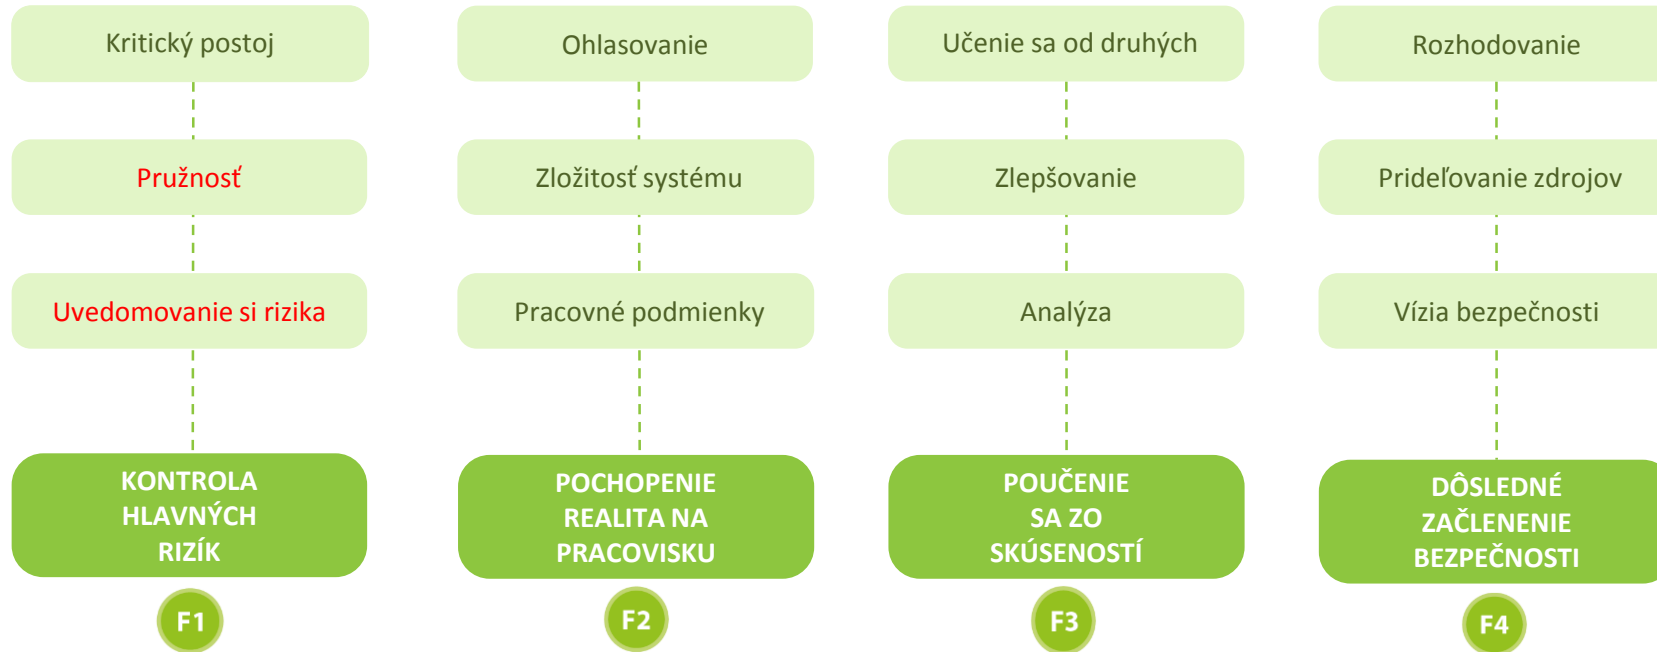 Kritický postoj
Ohlasovanie
Učenie sa od druhých
Rozhodovanie
Pružnosť
Zložitosť systému
Zlepšovanie
Prideľovanie zdrojov
Uvedomovanie si rizika
Pracovné podmienky
Analýza
Vízia bezpečnosti
KONTROLA
HLAVNÝCH
RIZÍK
POCHOPENIE
REALITA NA
PRACOVISKU
POUČENIE
SA ZO
SKÚSENOSTÍ
DÔSLEDNÉ
ZAČLENENIE
BEZPEČNOSTI
F1
F2
F3
F4